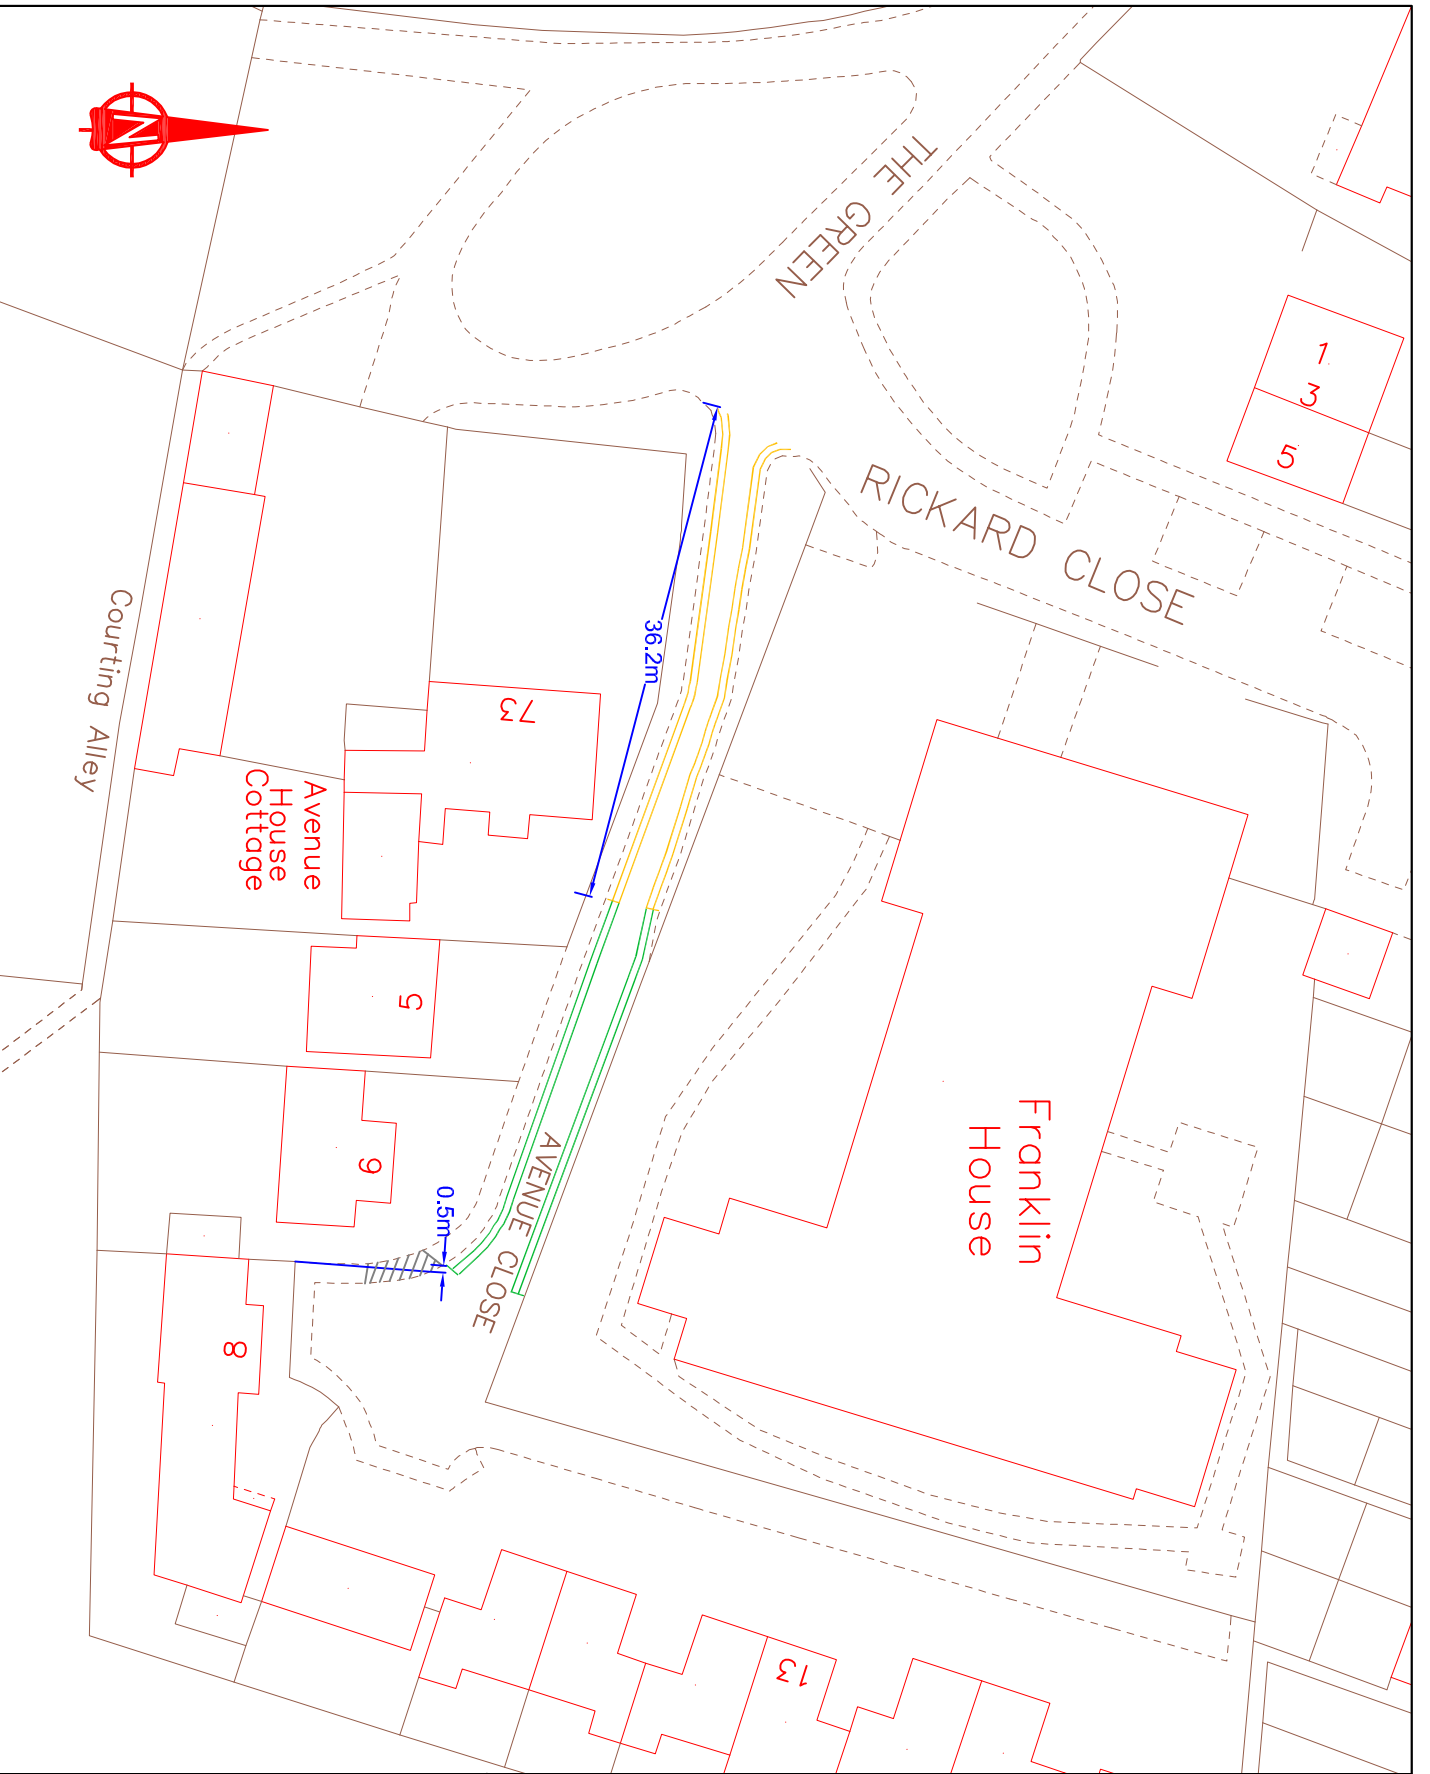 N
THE GREEN
RICKARD CLOSE
1
3
5
36.2m
73
Courting Alley
Avenue
House
Cottage
5
9
0.5m
AVENUE CLOSE
8
Franklin
House
13